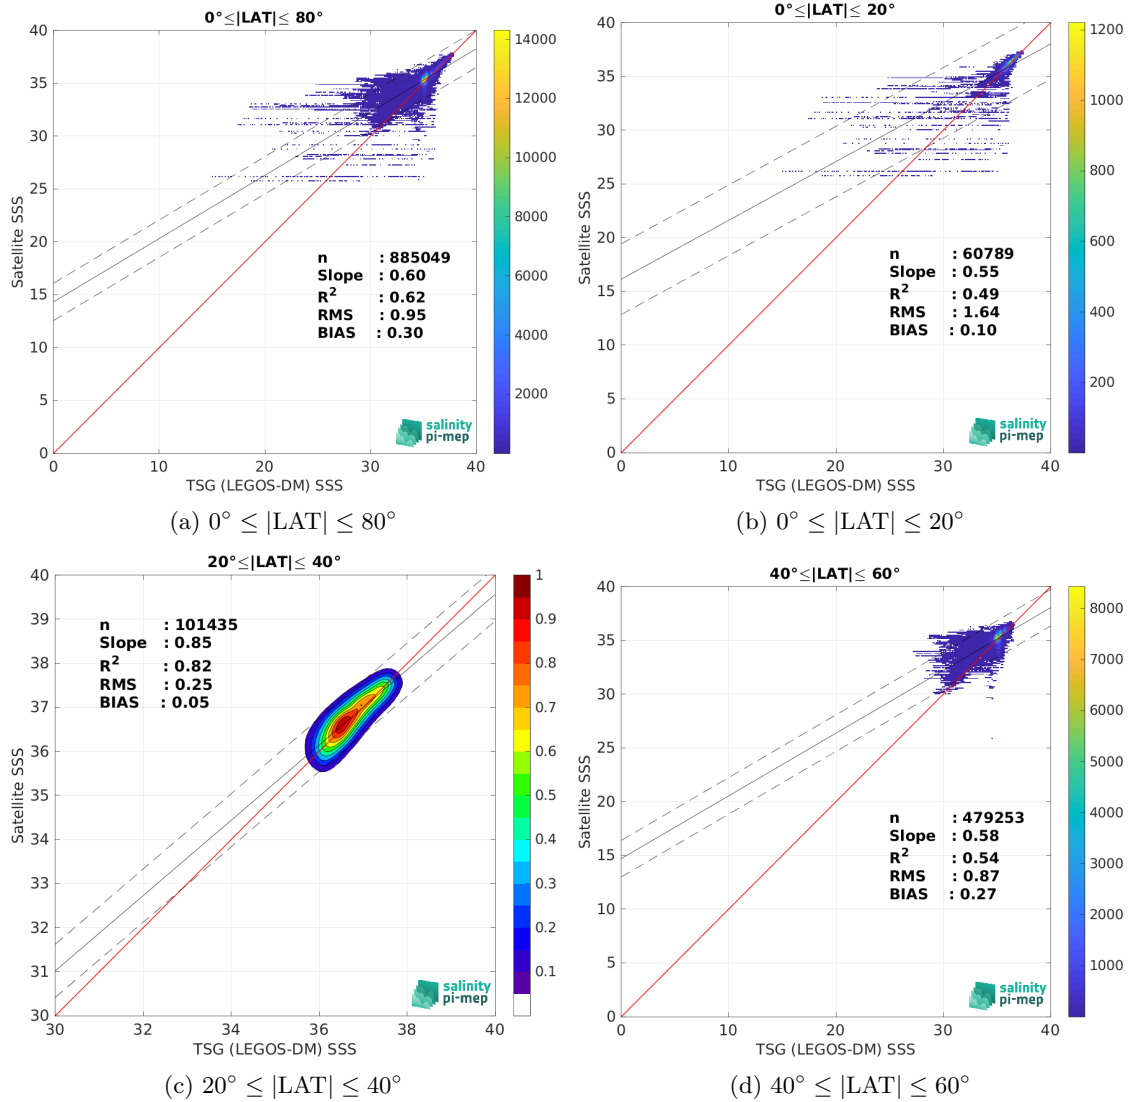 0°≤|LAT|≤ 80°
40
35
30
25
20
15
10
5
0
Satellite SSS
n : 885049
Slope : 0.60
R² : 0.62
RMS : 0.95
BIAS : 0.30
salinity
pi-mep
0 10 20 30 40
TSG (LEGOS-DM) SSS
14000
12000
10000
8000
6000
4000
2000
(a) 0° ≤ |LAT| ≤ 80°
0°≤|LAT|≤ 20°
40
35
30
25
20
15
10
5
0
Satellite SSS
n : 60789
Slope : 0.55
R² : 0.49
RMS : 1.64
BIAS : 0.10
salinity
pi-mep
0 10 20 30 40
TSG (LEGOS-DM) SSS
1200
1000
800
600
400
200
(b) 0° ≤ |LAT| ≤ 20°
20°≤|LAT|≤ 40°
40
39
38
37
36
35
34
33
32
31
30
Satellite SSS
n : 101435
Slope : 0.85
R² : 0.82
RMS : 0.25
BIAS : 0.05
salinity
pi-mep
30 32 34 36 38 40
TSG (LEGOS-DM) SSS
1
0.9
0.8
0.7
0.6
0.5
0.4
0.3
0.2
0.1
(c) 20° ≤ |LAT| ≤ 40°
40°≤|LAT|≤ 60°
40
35
30
25
20
15
10
5
0
Satellite SSS
n : 479253
Slope : 0.58
R² : 0.54
RMS : 0.87
BIAS : 0.27
salinity
pi-mep
0 10 20 30 40
TSG (LEGOS-DM) SSS
8000
7000
6000
5000
4000
3000
2000
1000
(d) 40° ≤ |LAT| ≤ 60°